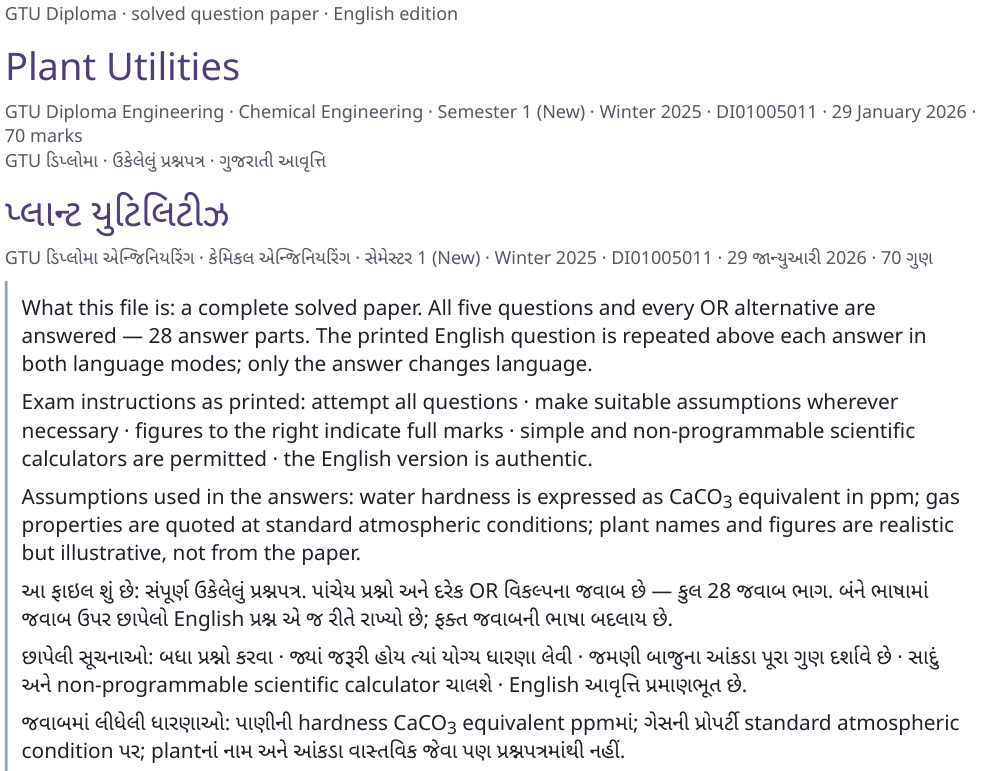 GTU Diploma · solved question paper · English edition
Plant Utilities
GTU Diploma Engineering · Chemical Engineering · Semester 1 (New) · Winter 2025 · DI01005011 · 29 January 2026 ·
70 marks
GTU ડિપ્લોમા · ઉકેલેલું પ્રશ્નપત્ર · ગુજરાતી આવૃત્તિ
પ્લાન્ટ યુટિલિટીઝ
GTU ડિપ્લોમા એન્જિનિયરિંગ · કેમિકલ એન્જિનિયરિંગ · સેમેસ્ટર 1 (New) · Winter 2025 · DI01005011 · 29 જાન્યુઆરી 2026 · 70 ગુણ
What this file is: a complete solved paper. All five questions and every OR alternative are
answered — 28 answer parts. The printed English question is repeated above each answer in
both language modes; only the answer changes language.
Exam instructions as printed: attempt all questions · make suitable assumptions wherever
necessary · figures to the right indicate full marks · simple and non-programmable scientific
calculators are permitted · the English version is authentic.
Assumptions used in the answers: water hardness is expressed as CaCO₃ equivalent in ppm; gas
properties are quoted at standard atmospheric conditions; plant names and figures are realistic
but illustrative, not from the paper.
આ ફાઇલ શું છે: સંપૂર્ણ ઉકેલેલું પ્રશ્નપત્ર. પાંચેય પ્રશ્નો અને દરેક OR વિકલ્પના જવાબ છે — કુલ 28 જવાબ ભાગ. બંને ભાષામાં
જવાબ ઉપર છાપેલો English પ્રશ્ન એ જ રીતે રાખ્યો છે; ફક્ત જવાબની ભાષા બદલાય છે.
છાપેલી સૂચનાઓ: બધા પ્રશ્નો કરવા · જ્યાં જરૂરી હોય ત્યાં યોગ્ય ધારણા લેવી · જમણી બાજુના આંકડા પૂરા ગુણ દર્શાવે છે · સાદું
અને non-programmable scientific calculator ચાલશે · English આવૃત્તિ પ્રમાણભૂત છે.
જવાબમાં લીધેલી ધારણાઓ: પાણીની hardness CaCO₃ equivalent ppmમાં; ગેસની પ્રોપર્ટી standard atmospheric
condition પર; plantનાં નામ અને આંકડા વાસ્તવિક જેવા પણ પ્રશ્નપત્રમાંથી નહીં.